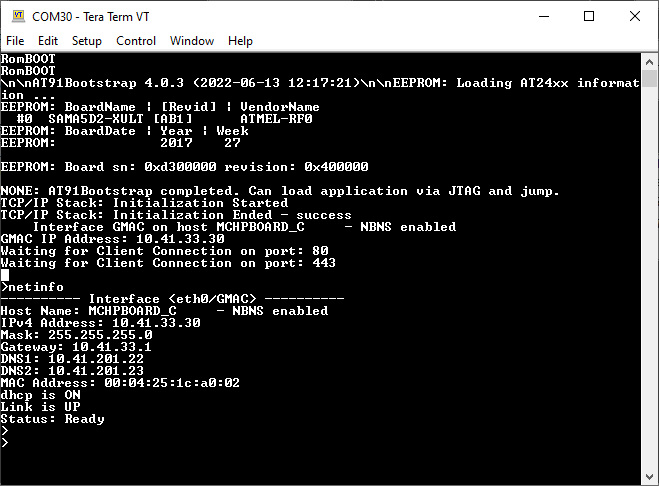 COM30 - Tera Term VT
File Edit Setup Control Window Help
RomBOOT
RomBOOT
\n\nAT91Bootstrap 4.0.3 (2022-06-13 12:17:21)\n\nEEPROM: Loading AT24xx informat
ion ...
EEPROM: BoardName | [Revid] | VendorName
  #0  SAMA5D2-XULT [AB1]      ATMEL-RF0
EEPROM: BoardDate | Year | Week
EEPROM:             2017    27
EEPROM: Board sn: 0xd300000 revision: 0x400000
NONE: AT91Bootstrap completed. Can load application via JTAG and jump.
TCP/IP Stack: Initialization Started
TCP/IP Stack: Initialization Ended - success
    Interface GMAC on host MCHPBOARD_C     - NBNS enabled
GMAC IP Address: 10.41.33.30
Waiting for Client Connection on port: 80
Waiting for Client Connection on port: 443
>netinfo
---------- Interface <eth0/GMAC> ----------
Host Name: MCHPBOARD_C     - NBNS enabled
IPv4 Address: 10.41.33.30
Mask: 255.255.255.0
Gateway: 10.41.33.1
DNS1: 10.41.201.22
DNS2: 10.41.201.23
MAC Address: 00:04:25:1c:a0:02
dhcp is ON
Link is UP
Status: Ready
>
>